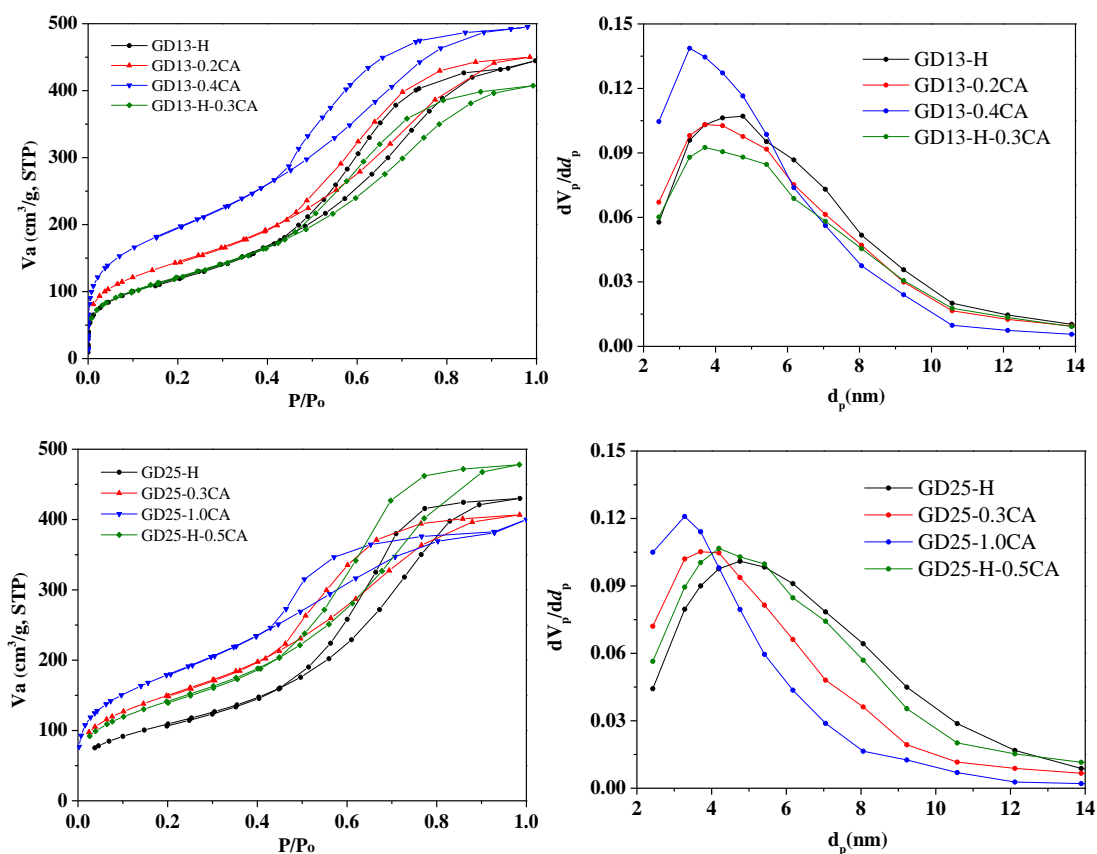 500
400
300
200
100
0
Va (cm³/g, STP)
GD13-H
GD13-0.2CA
GD13-0.4CA
GD13-H-0.3CA
0.0 0.2 0.4 0.6 0.8 1.0
P/Po
0.15
0.12
0.09
0.06
0.03
0.00
dVp/ddp
GD13-H
GD13-0.2CA
GD13-0.4CA
GD13-H-0.3CA
2 4 6 8 10 12 14
dp(nm)
500
400
300
200
100
0
Va (cm³/g, STP)
GD25-H
GD25-0.3CA
GD25-1.0CA
GD25-H-0.5CA
0.0 0.2 0.4 0.6 0.8 1.0
P/Po
0.15
0.12
0.09
0.06
0.03
0.00
dVp/ddp
GD25-H
GD25-0.3CA
GD25-1.0CA
GD25-H-0.5CA
2 4 6 8 10 12 14
dp(nm)